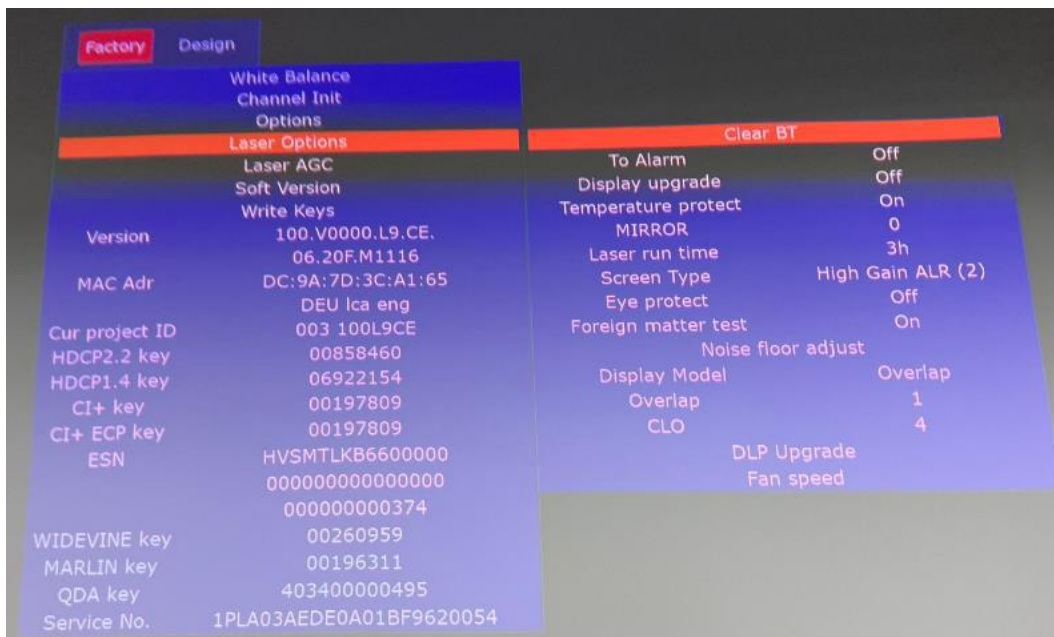 Factory Design
White Balance
Channel Init
Options
Laser Options
Laser AGC
Soft Version
Write Keys
Version 100.V0000.L9.CE.
06.20F.M1116
MAC Adr DC:9A:7D:3C:A1:65
DEU lca eng
Cur project ID 003 100L9CE
HDCP2.2 key 00858460
HDCP1.4 key 06922154
CI+ key 00197809
CI+ ECP key 00197809
ESN HVSMTLKB6600000
000000000000000
000000000374
WIDEVINE key 00260959
MARLIN key 00196311
QDA key 403400000495
Service No. 1PLA03AEDE0A01BF9620054
Clear BT
To Alarm Off
Display upgrade Off
Temperature protect On
MIRROR 0
Laser run time 3h
Screen Type High Gain ALR (2)
Eye protect Off
Foreign matter test On
Noise floor adjust
Display Model Overlap
Overlap 1
CLO 4
DLP Upgrade
Fan speed